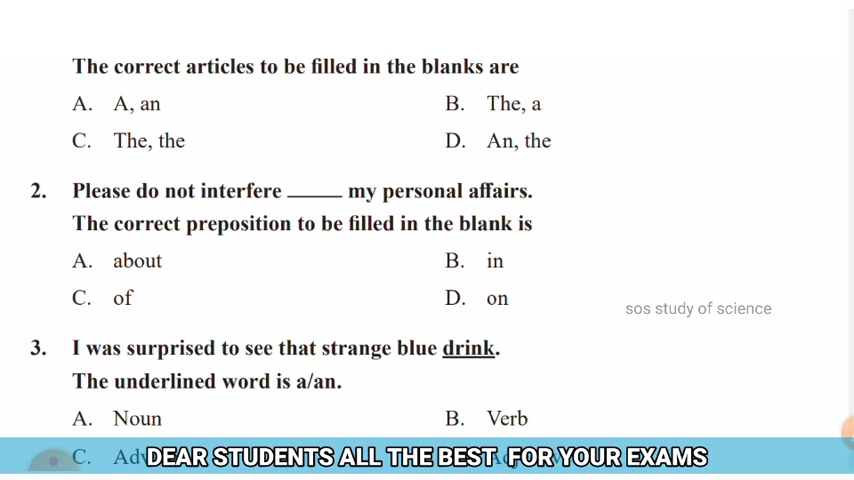 The correct articles to be filled in the blanks are
A. A, an B. The, a
C. The, the D. An, the
2. Please do not interfere _____ my personal affairs.
The correct preposition to be filled in the blank is
A. about B. in
C. of D. on
sos study of science
3. I was surprised to see that strange blue drink.
The underlined word is a/an.
A. Noun B. Verb
C.
DEAR STUDENTS ALL THE BEST FOR YOUR EXAMS